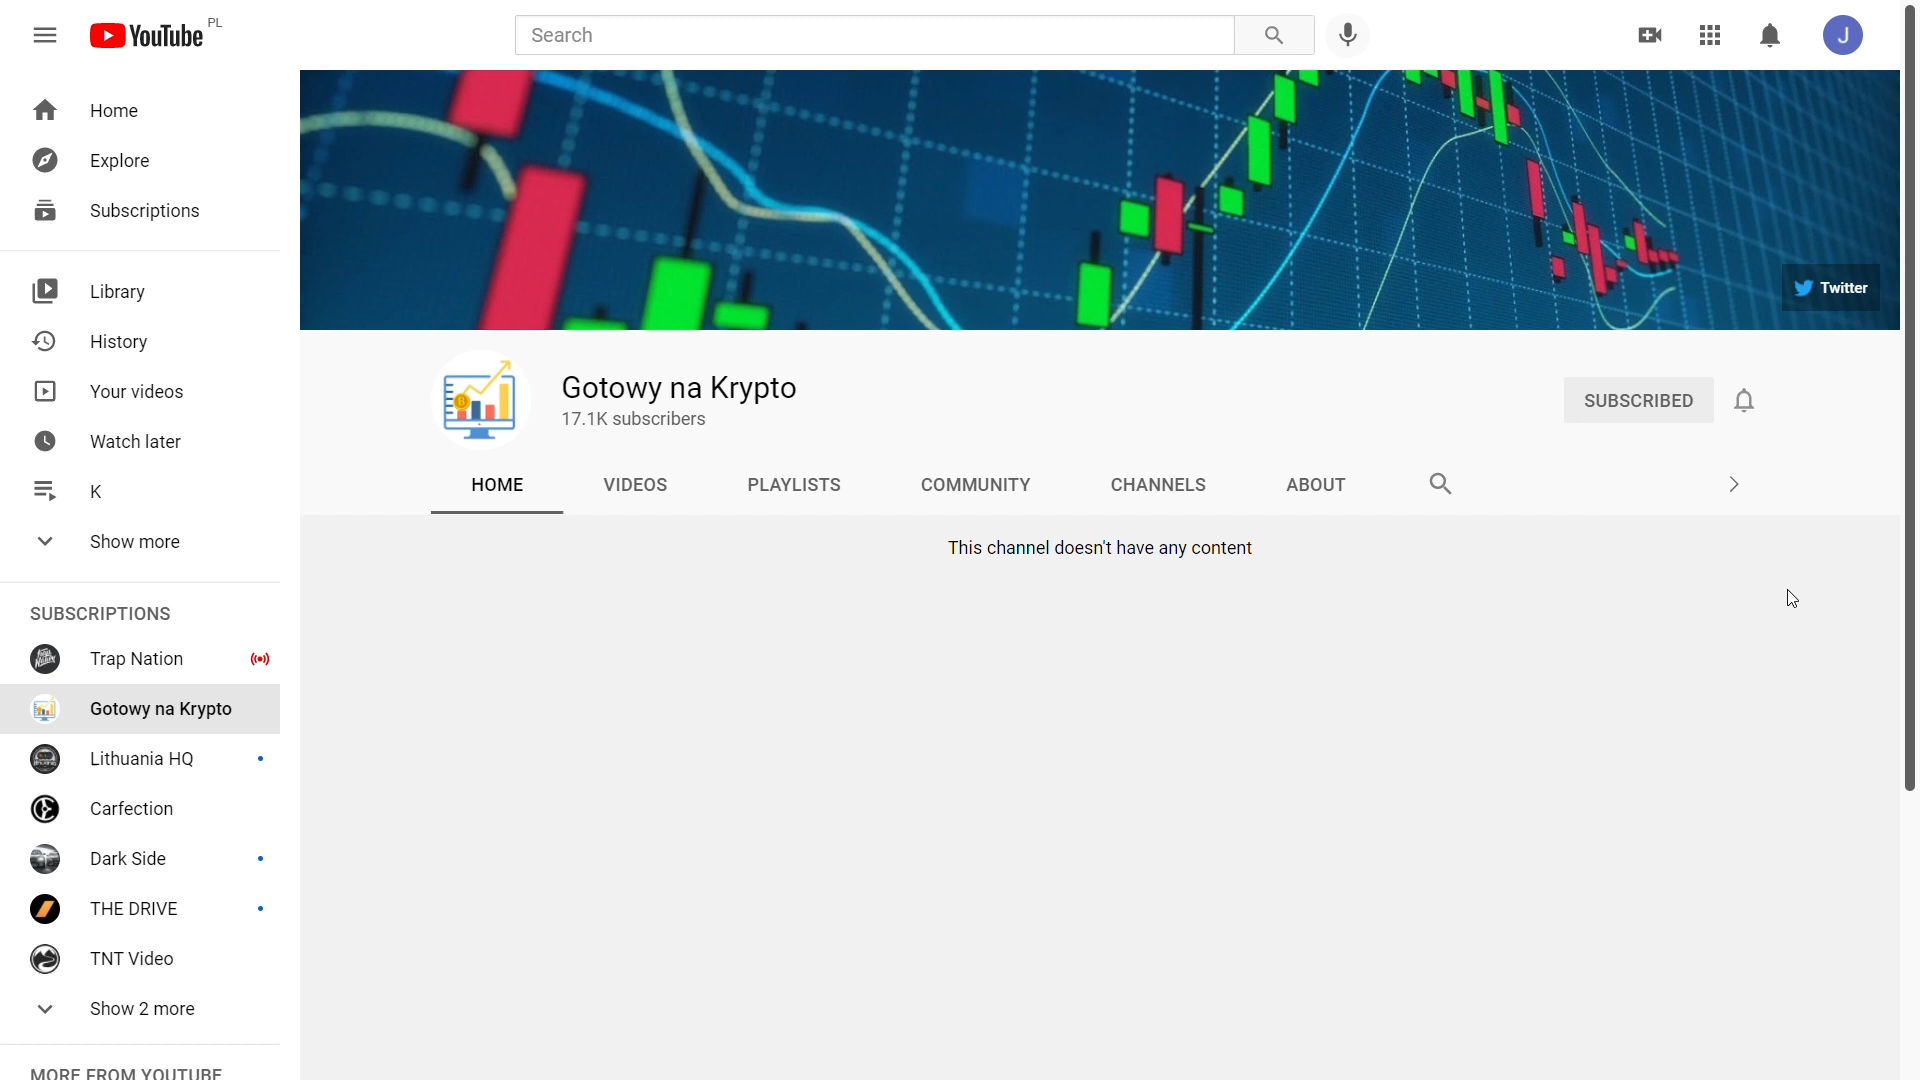 YouTube PL
Search
J
Home
Explore
Subscriptions
Library
History
Your videos
Watch later
K
Show more
SUBSCRIPTIONS
Trap Nation
Gotowy na Krypto
Lithuania HQ
Carfection
Dark Side
THE DRIVE
TNT Video
Show 2 more
MORE FROM YOUTUBE
Twitter
Gotowy na Krypto
17.1K subscribers
SUBSCRIBED
HOME VIDEOS PLAYLISTS COMMUNITY CHANNELS ABOUT
This channel doesn't have any content